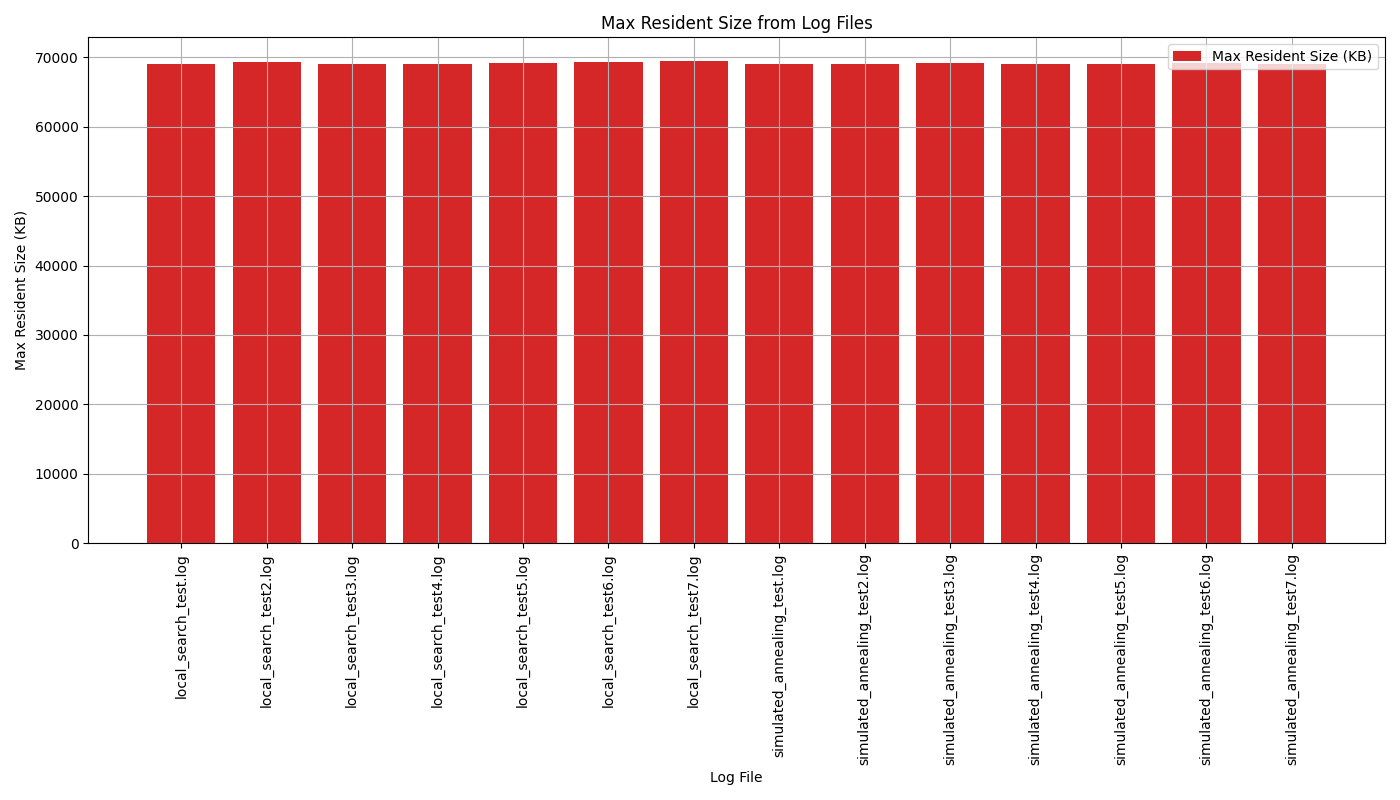 Max Resident Size from Log Files
Max Resident Size (KB)
Max Resident Size (KB)
70000
60000
50000
40000
30000
20000
10000
0
local_search_test.log
local_search_test2.log
local_search_test3.log
local_search_test4.log
local_search_test5.log
local_search_test6.log
local_search_test7.log
simulated_annealing_test.log
simulated_annealing_test2.log
simulated_annealing_test3.log
simulated_annealing_test4.log
simulated_annealing_test5.log
simulated_annealing_test6.log
simulated_annealing_test7.log
Log File